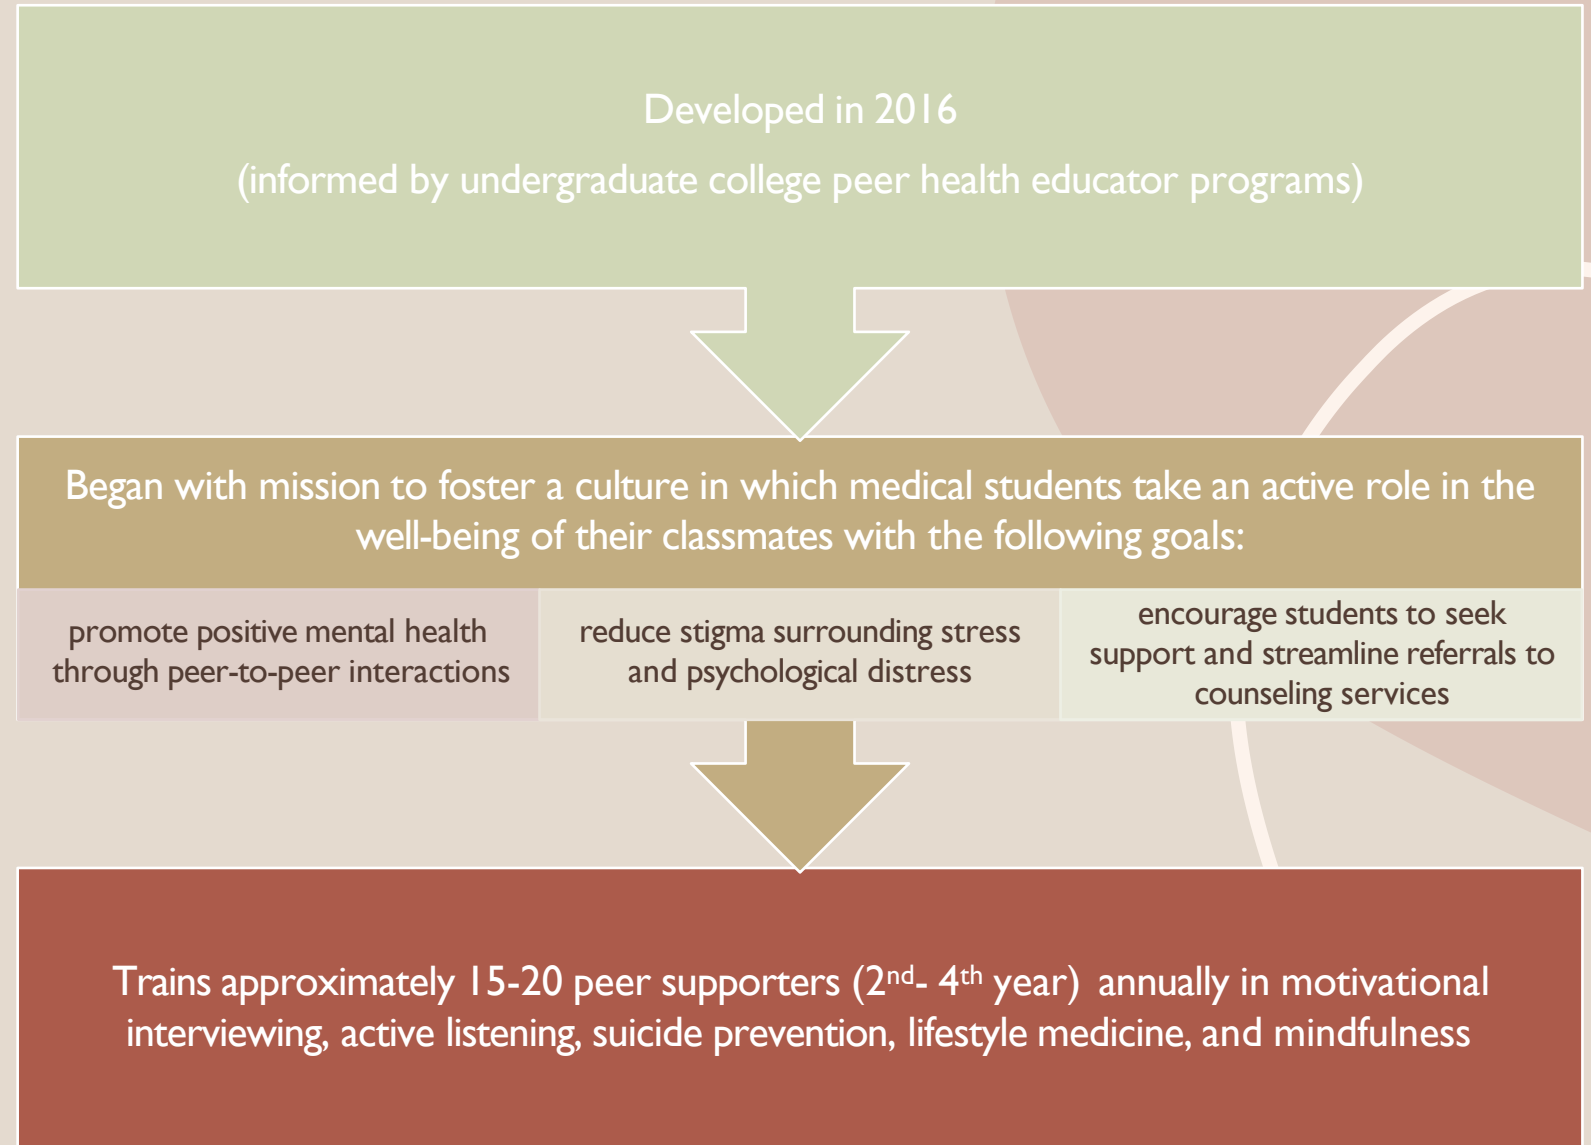 Developed in 2016
(informed by undergraduate college peer health educator programs)
Began with mission to foster a culture in which medical students take an active role in the
well-being of their classmates with the following goals:
promote positive mental health
through peer-to-peer interactions
reduce stigma surrounding stress
and psychological distress
encourage students to seek
support and streamline referrals to
counseling services
Trains approximately 15-20 peer supporters (2nd- 4th year) annually in motivational
interviewing, active listening, suicide prevention, lifestyle medicine, and mindfulness